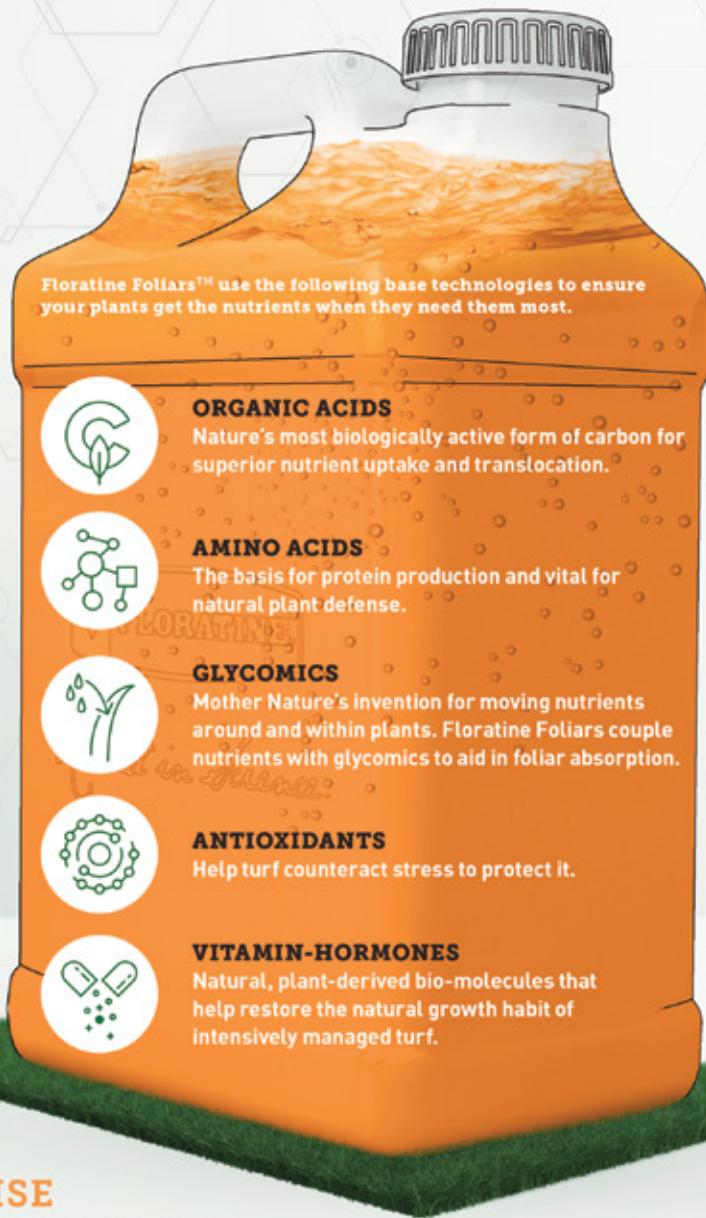 Floratine Foliars™ use the following base technologies to ensure
your plants get the nutrients when they need them most.
ORGANIC ACIDS
Nature's most biologically active form of carbon for
superior nutrient uptake and translocation.
AMINO ACIDS
The basis for protein production and vital for
natural plant defense.
FLORATINE
GLYCOMICS
Mother Nature's invention for moving nutrients
around and within plants. Floratine Foliars couple
nutrients with glycomics to aid in foliar absorption.
in science.
ANTIOXIDANTS
Help turf counteract stress to protect it.
VITAMIN-HORMONES
Natural, plant-derived bio-molecules that
help restore the natural growth habit of
intensively managed turf.
ISE